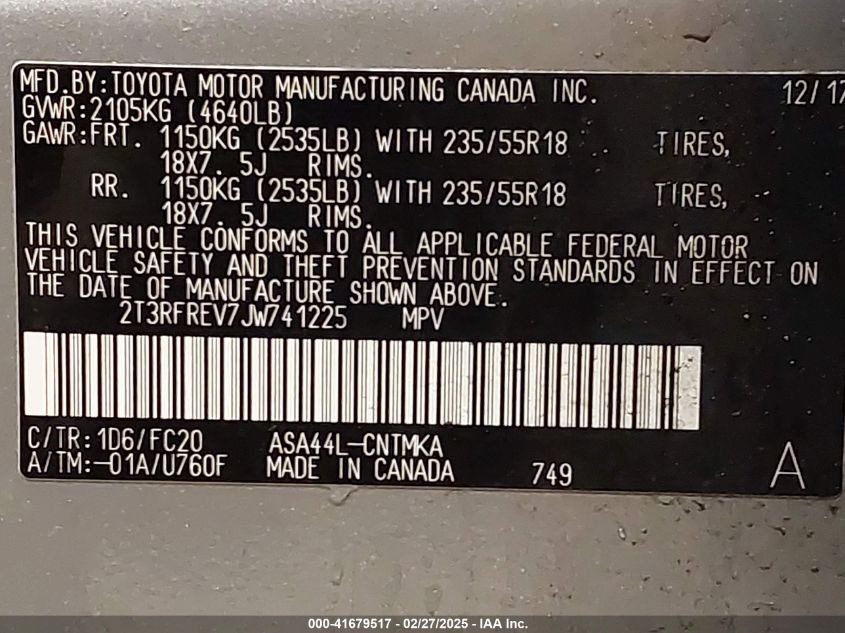 MFD.BY:TOYOTA MOTOR MANUFACTURING CANADA INC. 12/17
GVWR:2105KG (4640LB)
GAWR:FRT. 1150KG (2535LB) WITH 235/55R18 TIRES,
18X7. 5J RIMS.
RR. 1150KG (2535LB) WITH 235/55R18 TIRES,
18X7. 5J RIMS.
THIS VEHICLE CONFORMS TO ALL APPLICABLE FEDERAL MOTOR
VEHICLE SAFETY AND THEFT PREVENTION STANDARDS IN EFFECT ON
THE DATE OF MANUFACTURE SHOWN ABOVE.
2T3RFREV7JW741225 MPV
C/TR:1D6/FC20 ASA44L-CNTMKA
A/TM:-01A/U760F MADE IN CANADA 749 A
000-41679517 - 02/27/2025 - IAA Inc.